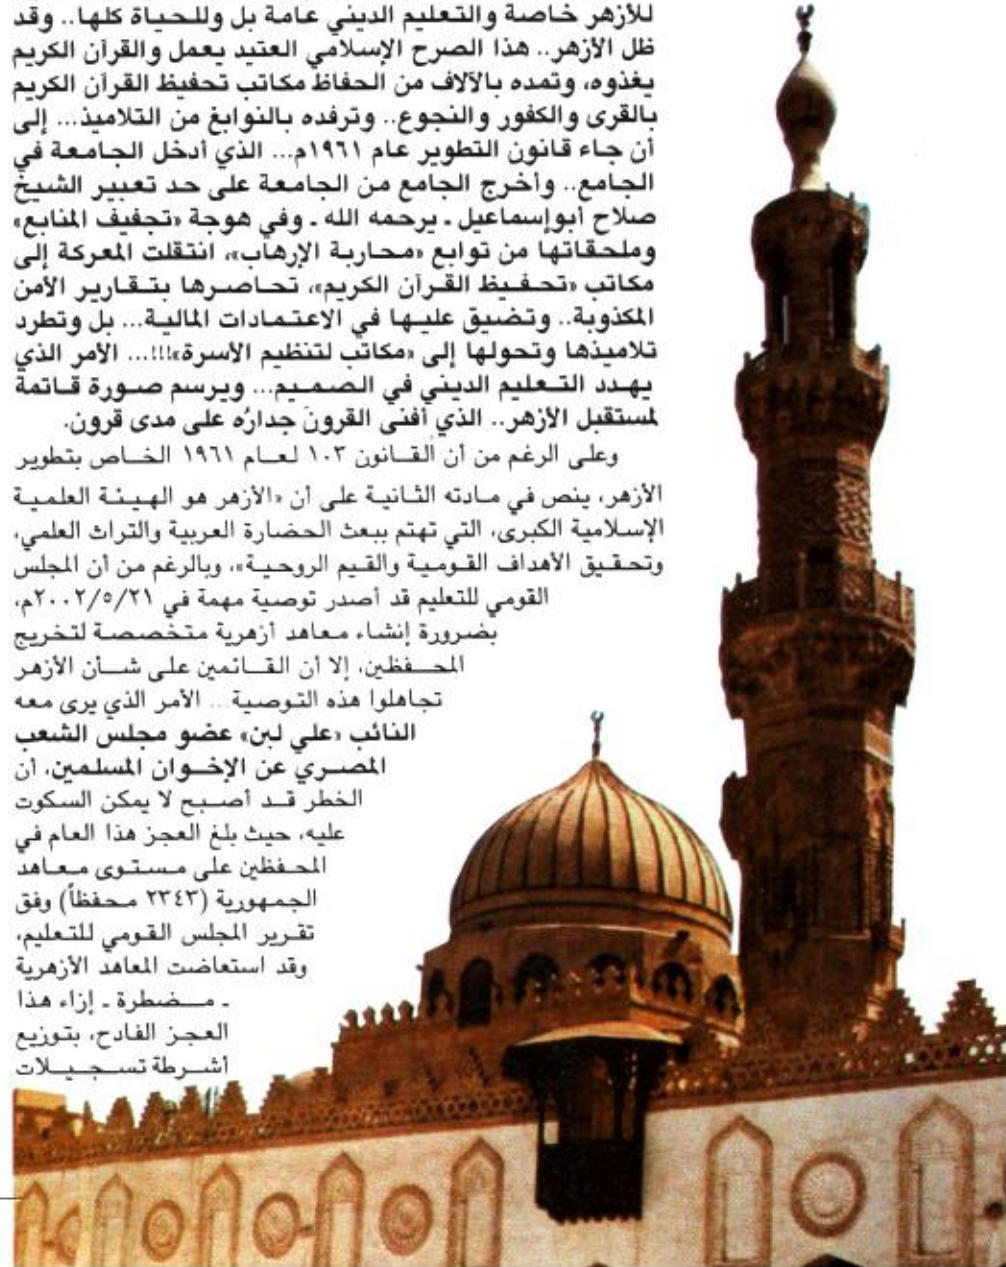 للأزهر خاصة والتعليم الديني عامة بل وللحياة كلها.. وقد
ظل الأزهر.. هذا الصرح الإسلامي العتيد يعمل والقرآن الكريم
يغذوه، وتمده بالآلاف من الحفاظ مكاتب تحفيظ القرآن الكريم
بالقرى والكفور والنجوع.. وترفده بالنوابغ من التلاميذ... إلى
أن جاء قانون التطوير عام ١٩٦١م... الذي أدخل الجامعة في
الجامع.. وأخرج الجامع من الجامعة على حد تعبير الشيخ
صلاح أبوإسماعيل ـ يرحمه الله ـ وفي هوجة «تجفيف المنابع»
وملحقاتها من توابع «محاربة الإرهاب»، انتقلت المعركة إلى
مكاتب «تحفيظ القرآن الكريم»، تحاصرها بتقارير الأمن
المكذوبة.. وتضيق عليها في الاعتمادات المالية... بل وتطرد
تلاميذها وتحولها إلى «مكاتب لتنظيم الأسرة»!!!... الأمر الذي
يهدد التعليم الديني في الصميم... ويرسم صورة قاتمة
لمستقبل الأزهر.. الذي أفنى القرونَ جدارُه على مدى قرون.
وعلى الرغم من أن القانون ١٠٣ لعام ١٩٦١ الخاص بتطوير
الأزهر، ينص في مادته الثانية على أن «الأزهر هو الهيئة العلمية
الإسلامية الكبرى، التي تهتم ببعث الحضارة العربية والتراث العلمي،
وتحقيق الأهداف القومية والقيم الروحية»، وبالرغم من أن المجلس
القومي للتعليم قد أصدر توصية مهمة في ٢٠٠٢/٥/٢١م،
بضرورة إنشاء معاهد أزهرية متخصصة لتخريج
المحفظين، إلا أن القائمين على شأن الأزهر
تجاهلوا هذه التوصية... الأمر الذي يرى معه
النائب «علي لبن» عضو مجلس الشعب
المصري عن الإخوان المسلمين، أن
الخطر قد أصبح لا يمكن السكوت
عليه، حيث بلغ العجز هذا العام في
المحفظين على مستوى معاهد
الجمهورية (٢٣٤٣ محفظاً) وفق
تقرير المجلس القومي للتعليم،
وقد استعاضت المعاهد الأزهرية
ـ مضطرة ـ إزاء هذا
العجز الفادح، بتوزيع
أشرطة تسجيلات